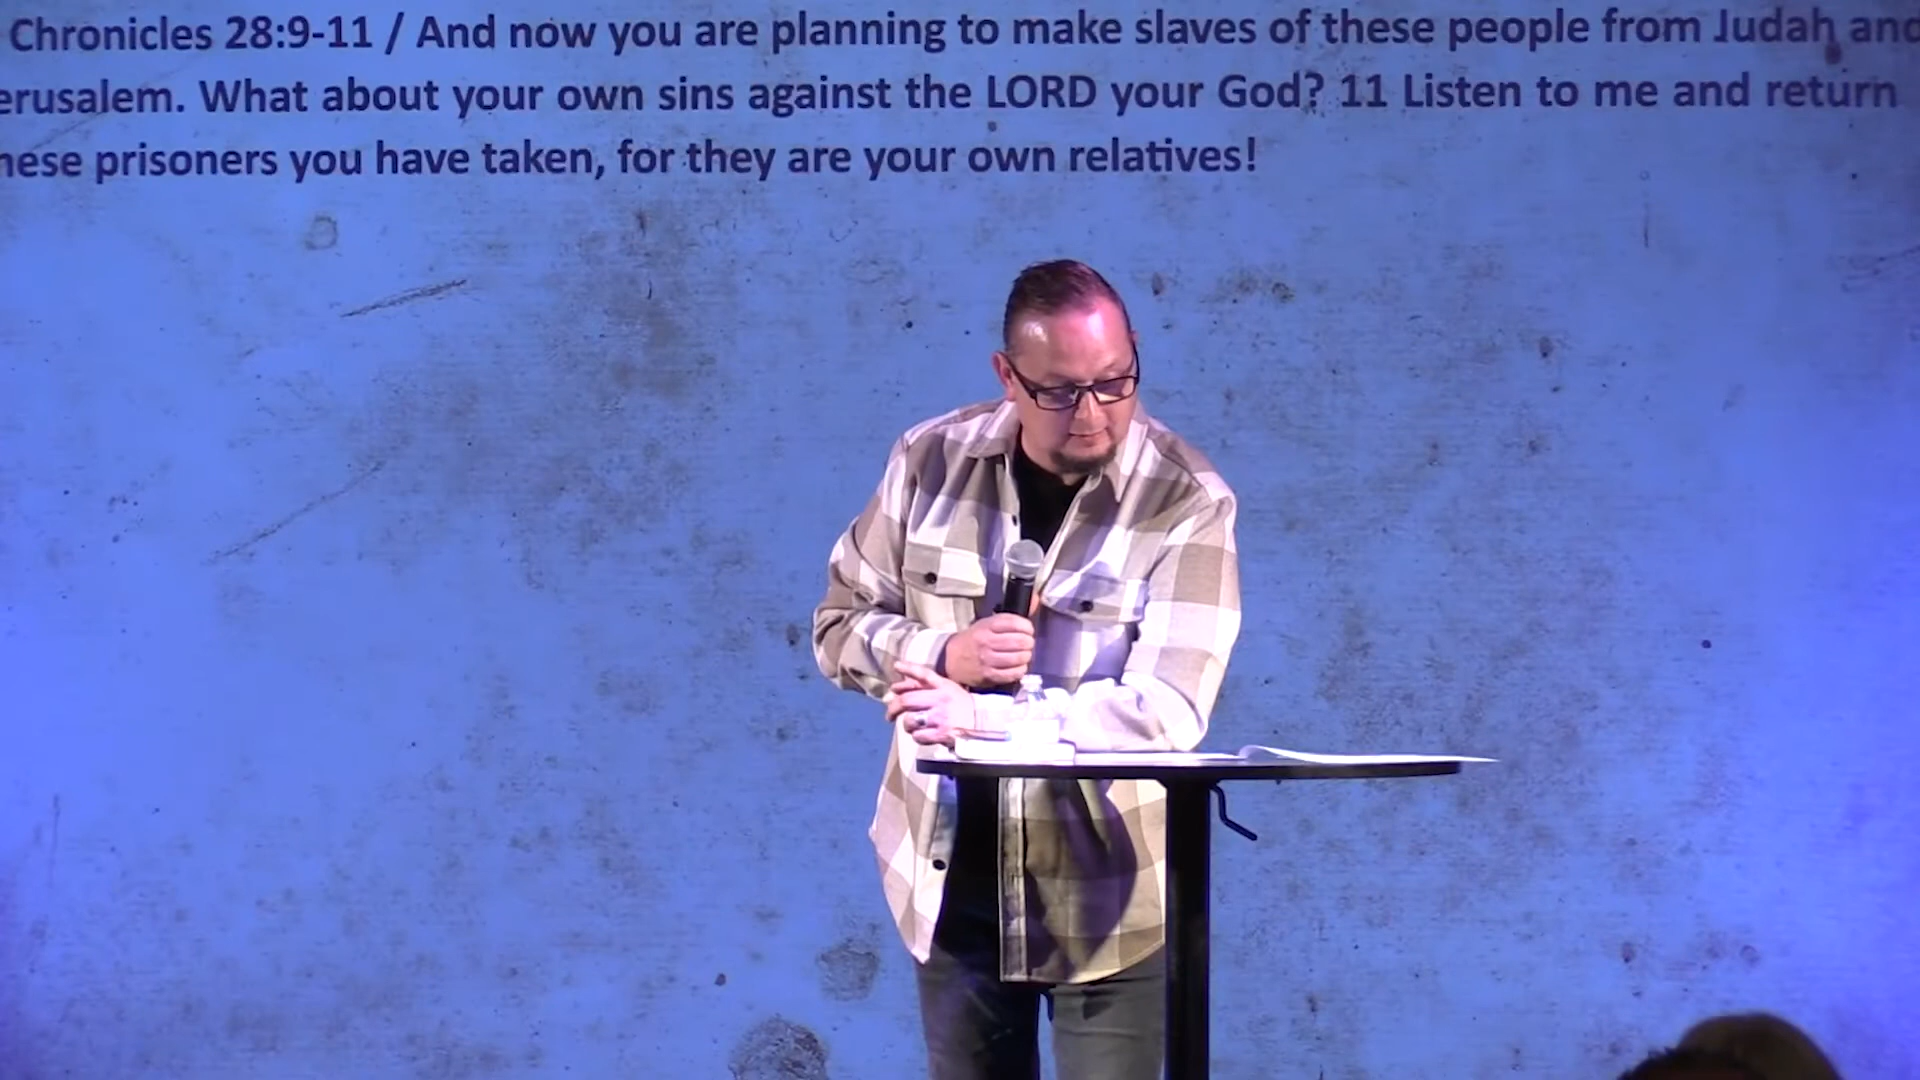 Chronicles 28:9-11 / And now you are planning to make slaves of these people from Judah and
erusalem. What about your own sins against the LORD your God? 11 Listen to me and return
hese prisoners you have taken, for they are your own relatives!